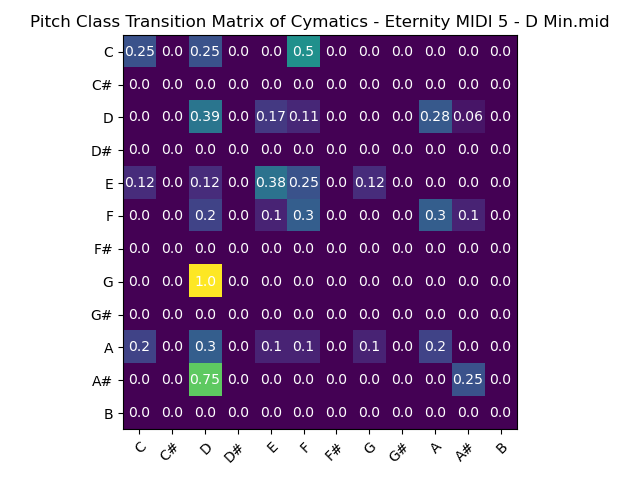 Pitch Class Transition Matrix of Cymatics - Eternity MIDI 5 - D Min.mid
C 0.25 0.0 0.25 0.0 0.0 0.5 0.0 0.0 0.0 0.0 0.0 0.0
C# 0.0 0.0 0.0 0.0 0.0 0.0 0.0 0.0 0.0 0.0 0.0 0.0
D 0.0 0.0 0.39 0.0 0.17 0.11 0.0 0.0 0.0 0.28 0.06 0.0
D# 0.0 0.0 0.0 0.0 0.0 0.0 0.0 0.0 0.0 0.0 0.0 0.0
E 0.12 0.0 0.12 0.0 0.38 0.25 0.0 0.12 0.0 0.0 0.0 0.0
F 0.0 0.0 0.2 0.0 0.1 0.3 0.0 0.0 0.0 0.3 0.1 0.0
F# 0.0 0.0 0.0 0.0 0.0 0.0 0.0 0.0 0.0 0.0 0.0 0.0
G 0.0 0.0 1.0 0.0 0.0 0.0 0.0 0.0 0.0 0.0 0.0 0.0
G# 0.0 0.0 0.0 0.0 0.0 0.0 0.0 0.0 0.0 0.0 0.0 0.0
A 0.2 0.0 0.3 0.0 0.1 0.1 0.0 0.1 0.0 0.2 0.0 0.0
A# 0.0 0.0 0.75 0.0 0.0 0.0 0.0 0.0 0.0 0.0 0.25 0.0
B 0.0 0.0 0.0 0.0 0.0 0.0 0.0 0.0 0.0 0.0 0.0 0.0
C C# D D# E F F# G G# A A# B